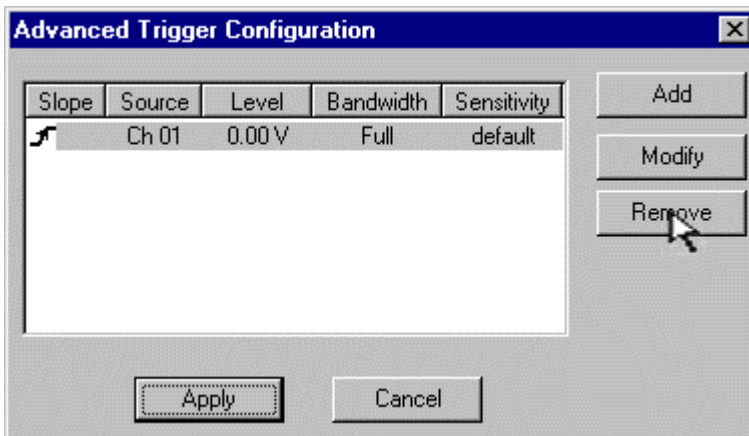 Advanced Trigger Configuration
Slope Source Level Bandwidth Sensitivity
Ch 01 0.00 V Full default
Add
Modify
Remove
Apply Cancel